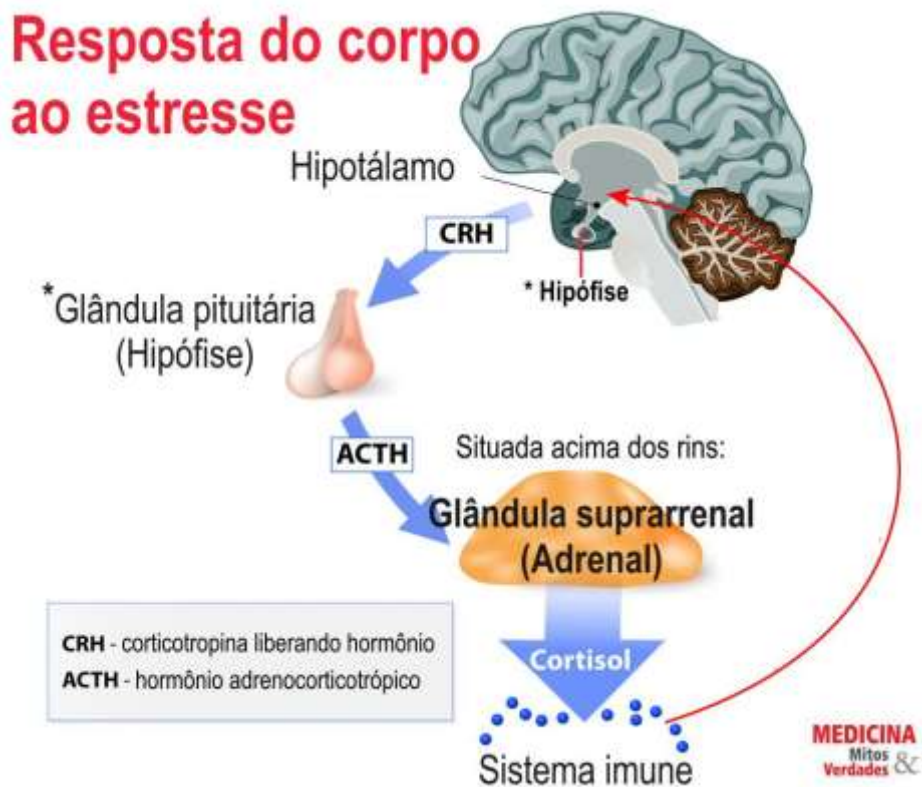 Resposta do corpo
ao estresse
Hipotálamo
CRH
* Hipófise
*Glândula pituitária
(Hipófise)
ACTH
Situada acima dos rins:
Glândula suprarrenal
(Adrenal)
CRH - corticotropina liberando hormônio
ACTH - hormônio adrenocorticotrópico
Cortisol
Sistema imune
MEDICINA
Mitos
Verdades &